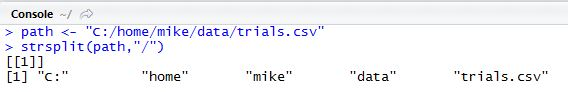 Console ~/
> path <- "C:/home/mike/data/trials.csv"
> strsplit(path,"/")
[[1]]
[1] "C:" "home" "mike" "data" "trials.csv"